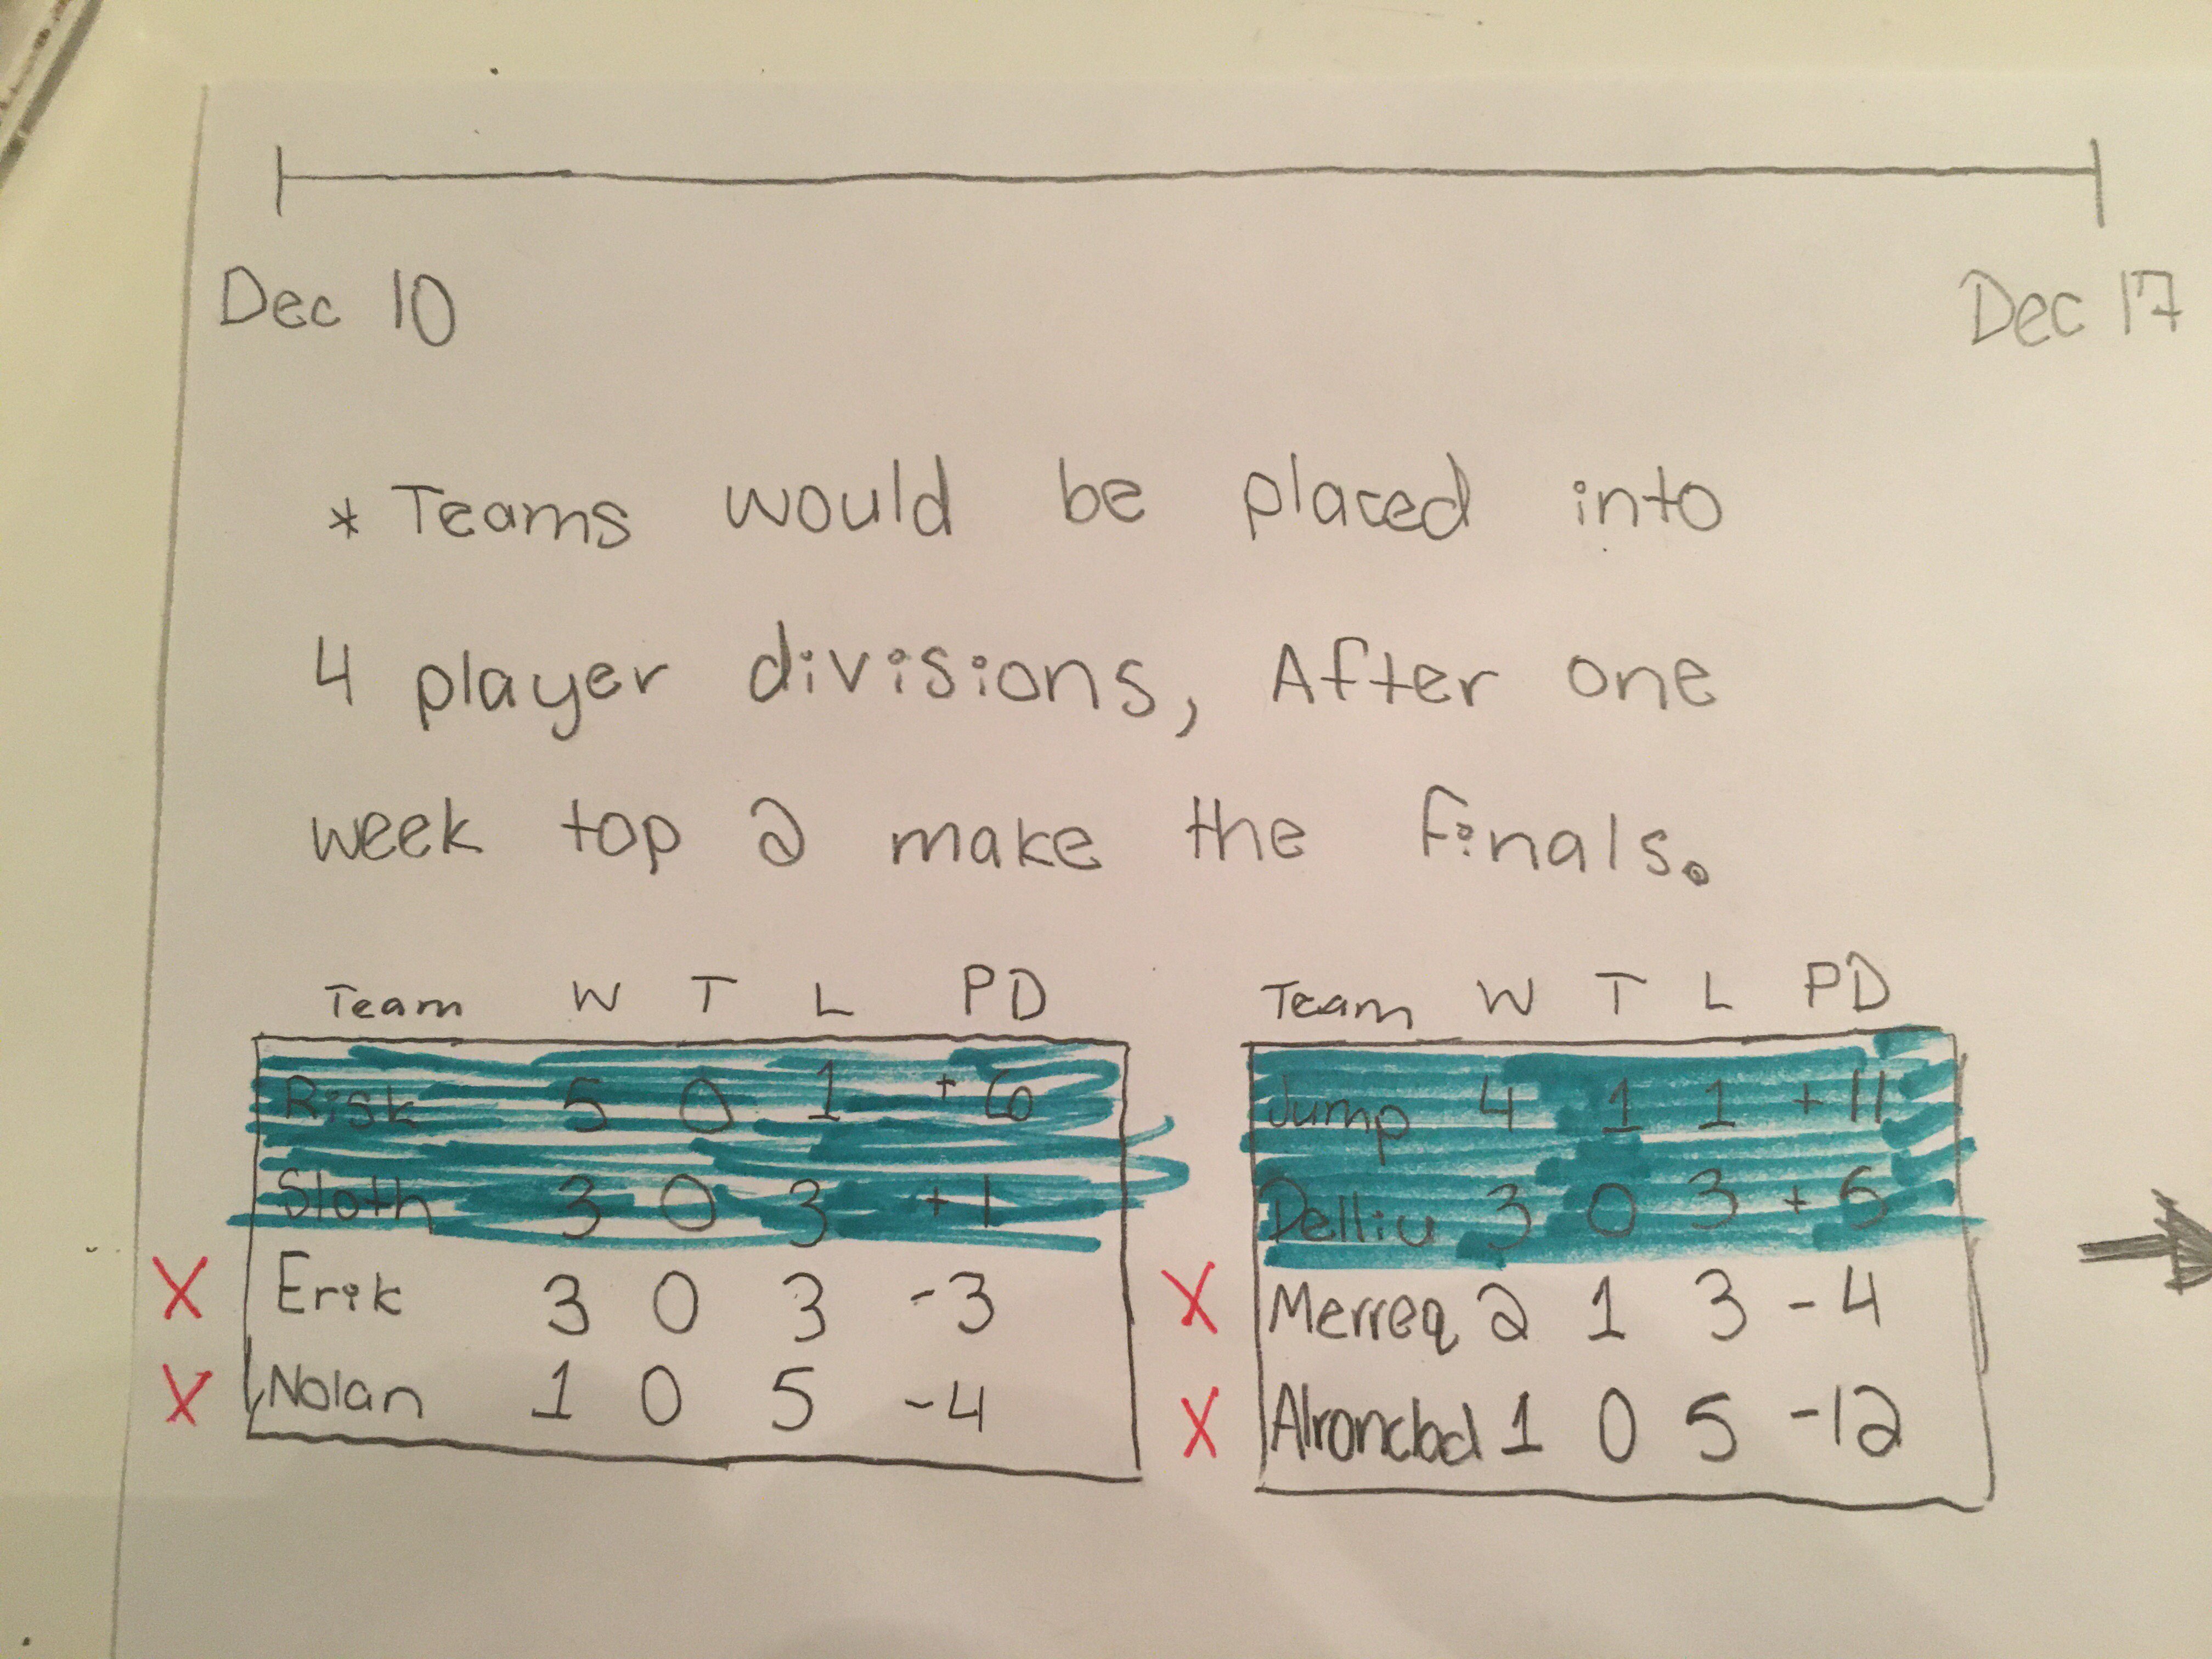 Dec 10 Dec 17
* Teams would be placed into
4 player divisions, After one
week top 2 make the finals.
Team W T L PD
Risk 5 0 1 +6
Sloth 3 0 3 +1
X Erik 3 0 3 -3
X Nolan 1 0 5 -4
Team W T L PD
Jump 4 1 1 +11
Delliu 3 0 3 +5
X Merreq 2 1 3 -4
X Alroncbd 1 0 5 -12